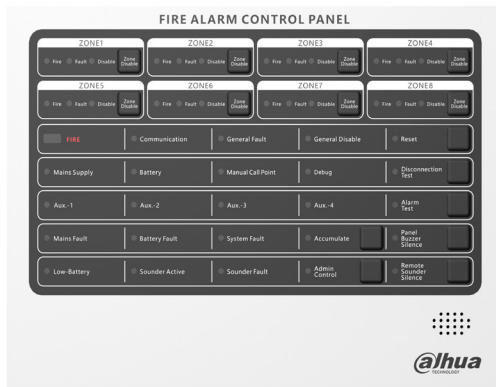 FIRE ALARM CONTROL PANEL
ZONE1 ZONE2 ZONE3 ZONE4
Fire Fault Disable Zone Disable Fire Fault Disable Zone Disable Fire Fault Disable Zone Disable Fire Fault Disable Zone Disable
ZONE5 ZONE6 ZONE7 ZONE8
Fire Fault Disable Zone Disable Fire Fault Disable Zone Disable Fire Fault Disable Zone Disable Fire Fault Disable Zone Disable
FIRE Communication General Fault General Disable Reset
Mains Supply Battery Manual Call Point Debug Disconnection Test
Aux.-1 Aux.-2 Aux.-3 Aux.-4 Alarm Test
Mains Fault Battery Fault System Fault Accumulate Panel Buzzer Silence
Low-Battery Sounder Active Sounder Fault Admin Control Remote Sounder Silence
alhua
TECHNOLOGY